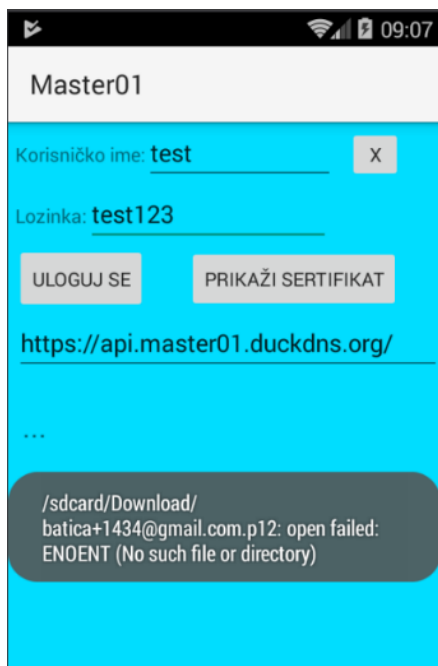 09:07
Master01
Korisničko ime: test X
Lozinka: test123
ULOGUJ SE PRIKAŽI SERTIFIKAT
https://api.master01.duckdns.org/
...
/sdcard/Download/
batica+1434@gmail.com.p12: open failed:
ENOENT (No such file or directory)